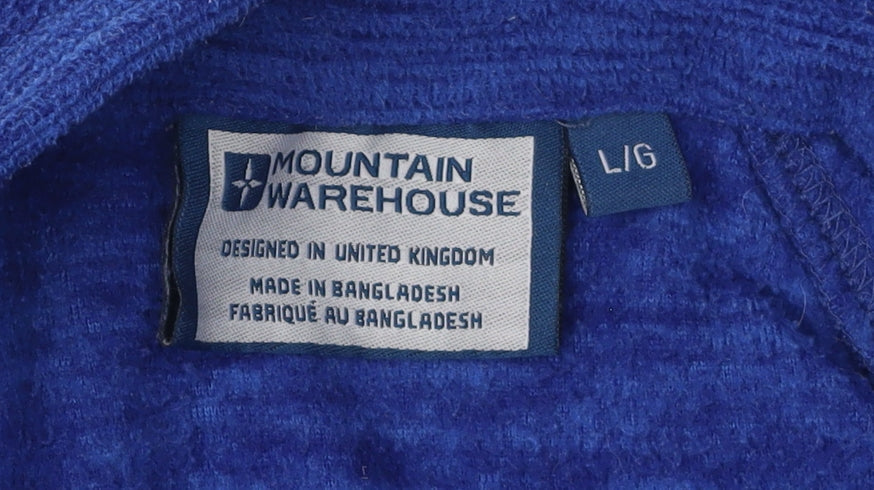 MOUNTAIN
WAREHOUSE
DESIGNED IN UNITED KINGDOM
MADE IN BANGLADESH
FABRIQUÉ AU BANGLADESH
L/G